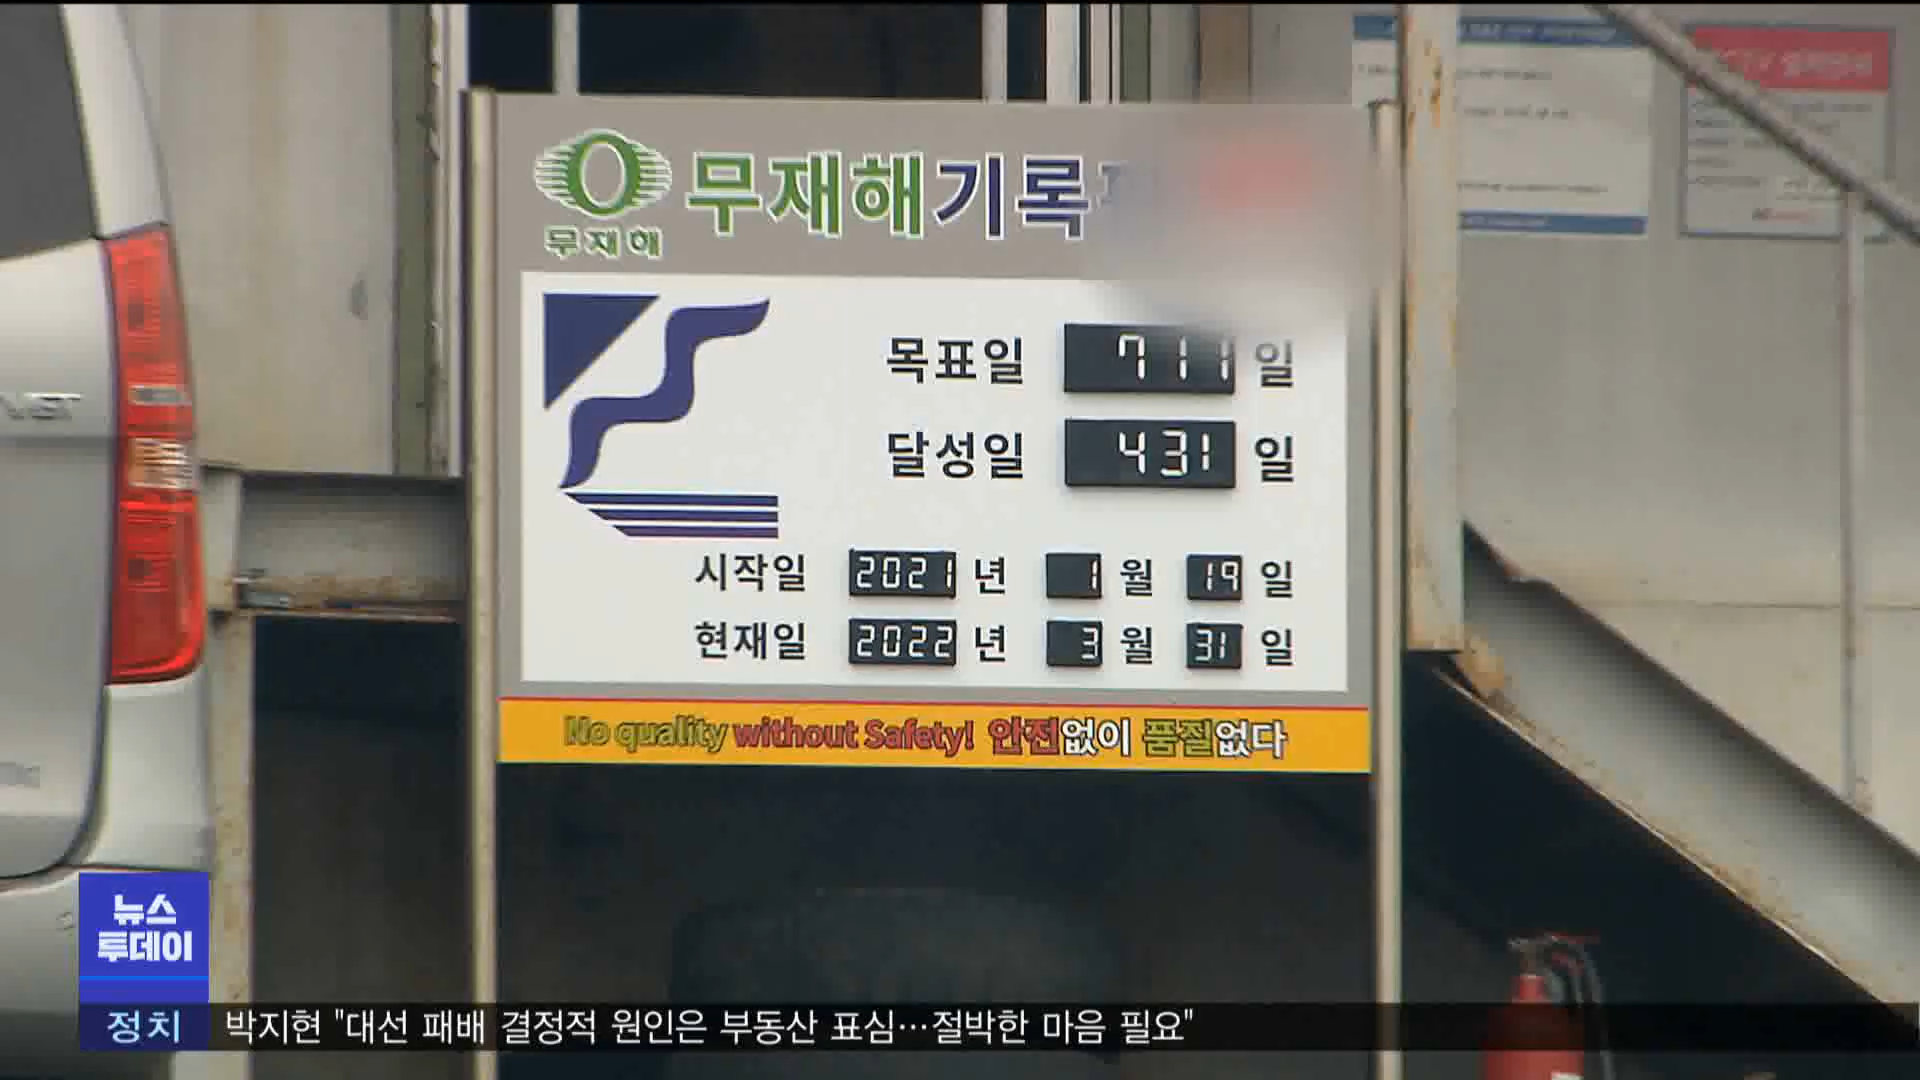 무재해기록
무재해
목표일 711 일
달성일 431 일
시작일 2021 년 1 월 19 일
현재일 2022 년 3 월 31 일
No quality without Safety! 안전없이 품질없다
뉴스
투데이
정치 박지현 "대선 패배 결정적 원인은 부동산 표심…절박한 마음 필요"